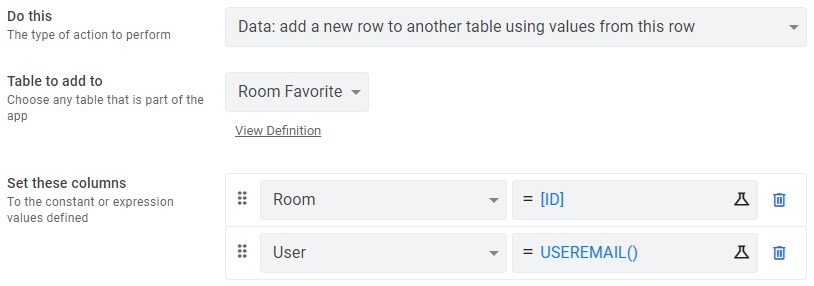 Do this
The type of action to perform
Data: add a new row to another table using values from this row
Table to add to
Choose any table that is part of the
app
Room Favorite
View Definition
Set these columns
To the constant or expression
values defined
Room
= [ID]
User
= USEREMAIL()